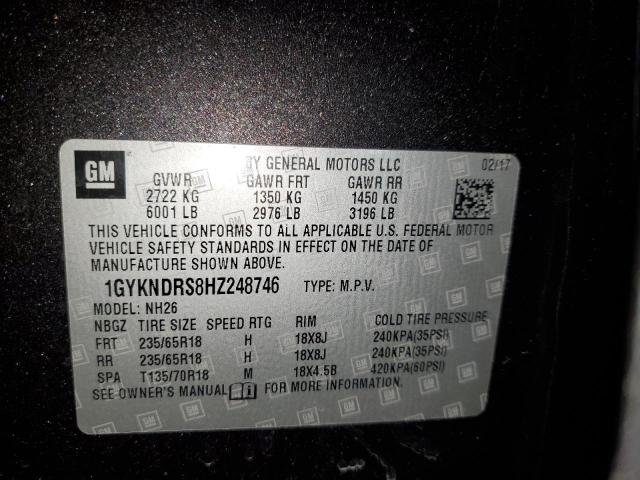 GM
BY GENERAL MOTORS LLC
02/17
GVWR GAWR FRT GAWR RR
2722 KG 1350 KG 1450 KG
6001 LB 2976 LB 3196 LB
THIS VEHICLE CONFORMS TO ALL APPLICABLE U.S. FEDERAL MOTOR
VEHICLE SAFETY STANDARDS IN EFFECT ON THE DATE OF
MANUFACTURE SHOWN ABOVE.
1GYKNDRS8HZ248746 TYPE: M.P.V.
MODEL: NH26
NBGZ TIRE SIZE SPEED RTG RIM COLD TIRE PRESSURE
FRT 235/65R18 H 18X8J 240KPA(35PSI)
RR 235/65R18 H 18X8J 240KPA(35PSI)
SPA T135/70R18 M 18X4.5B 420KPA(60PSI)
SEE OWNER'S MANUAL FOR MORE INFORMATION.